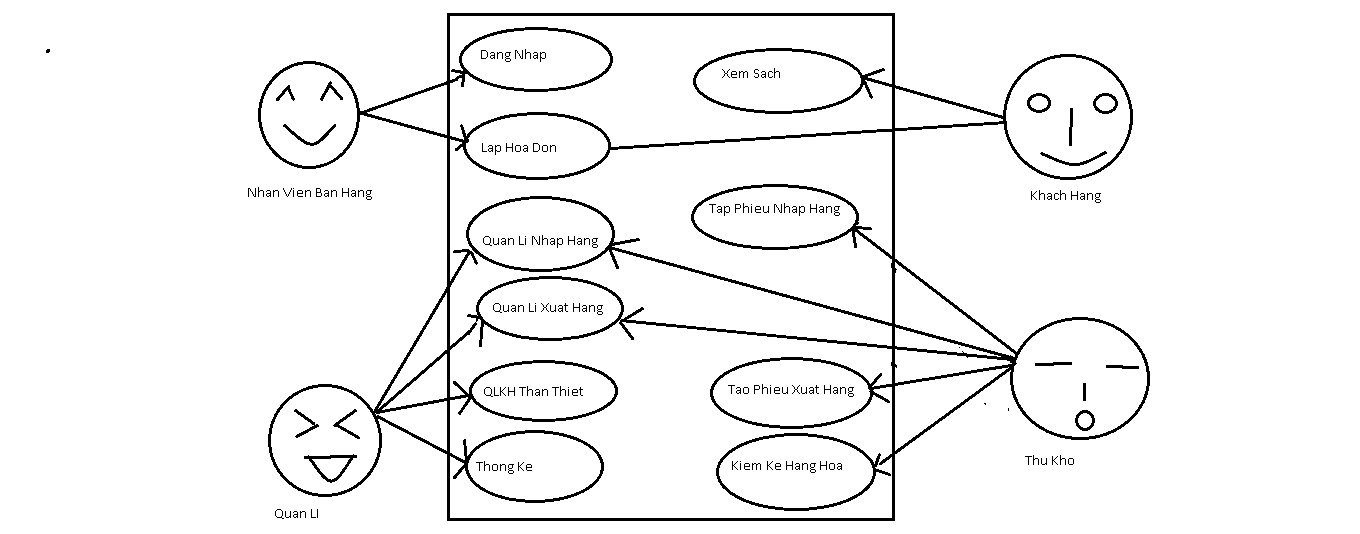 Dang Nhap
Xem Sach
Lap Hoa Don
Nhan Vien Ban Hang
Khach Hang
Tap Phieu Nhap Hang
Quan Li Nhap Hang
Quan Li Xuat Hang
QLKH Than Thiet
Tao Phieu Xuat Hang
Thong Ke
Kiem Ke Hang Hoa
Thu Kho
Quan LI